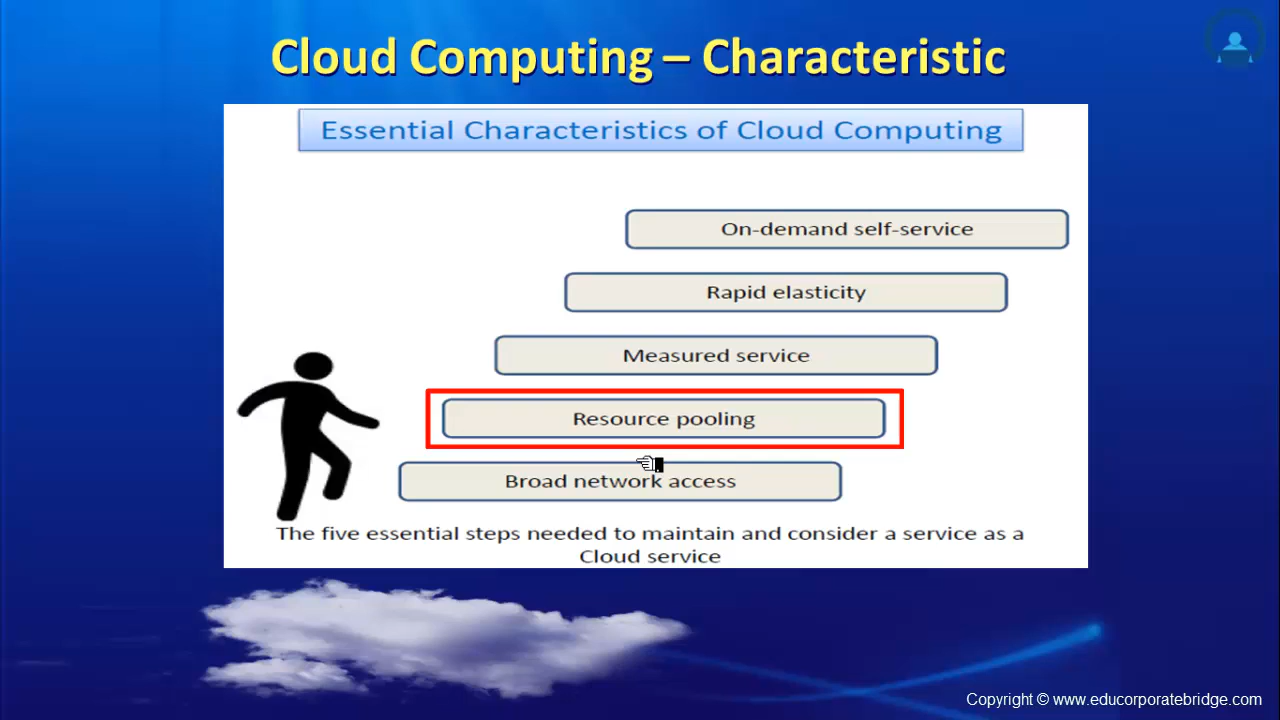 Cloud Computing – Characteristic
Essential Characteristics of Cloud Computing
On-demand self-service
Rapid elasticity
Measured service
Resource pooling
Broad network access
The five essential steps needed to maintain and consider a service as a
Cloud service
Copyright © www.educorporatebridge.com